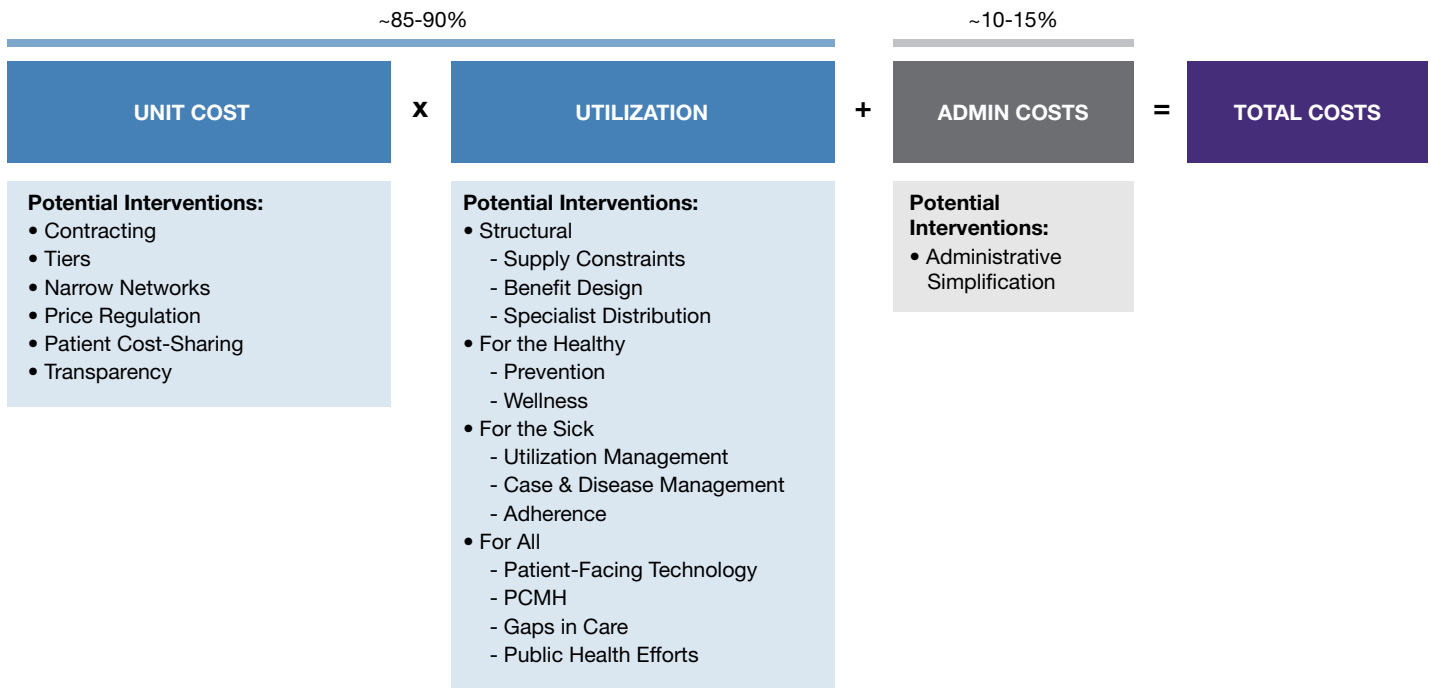 ~85-90%
~10-15%
UNIT COST
x
UTILIZATION
+
ADMIN COSTS
=
TOTAL COSTS
Potential Interventions:
• Contracting
• Tiers
• Narrow Networks
• Price Regulation
• Patient Cost-Sharing
• Transparency
Potential Interventions:
• Structural
- Supply Constraints
- Benefit Design
- Specialist Distribution
• For the Healthy
- Prevention
- Wellness
• For the Sick
- Utilization Management
- Case & Disease Management
- Adherence
• For All
- Patient-Facing Technology
- PCMH
- Gaps in Care
- Public Health Efforts
Potential
Interventions:
• Administrative
Simplification